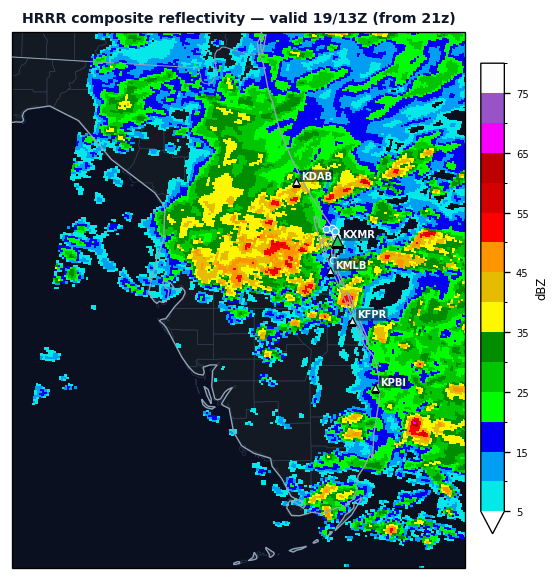 HRRR composite reflectivity — valid 19/13Z (from 21z)
KDAB
KXMR
KMLB
KFPR
KPBI
75
65
55
45
35
25
15
5
dBZ